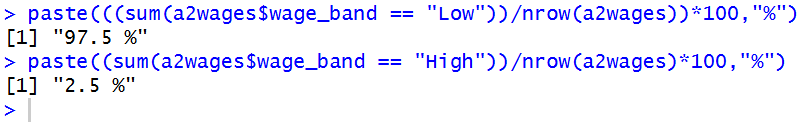 > paste(((sum(a2wages$wage_band == "Low"))/nrow(a2wages))*100,"%")
[1] "97.5 %"
> paste((sum(a2wages$wage_band == "High"))/nrow(a2wages)*100,"%")
[1] "2.5 %"
>